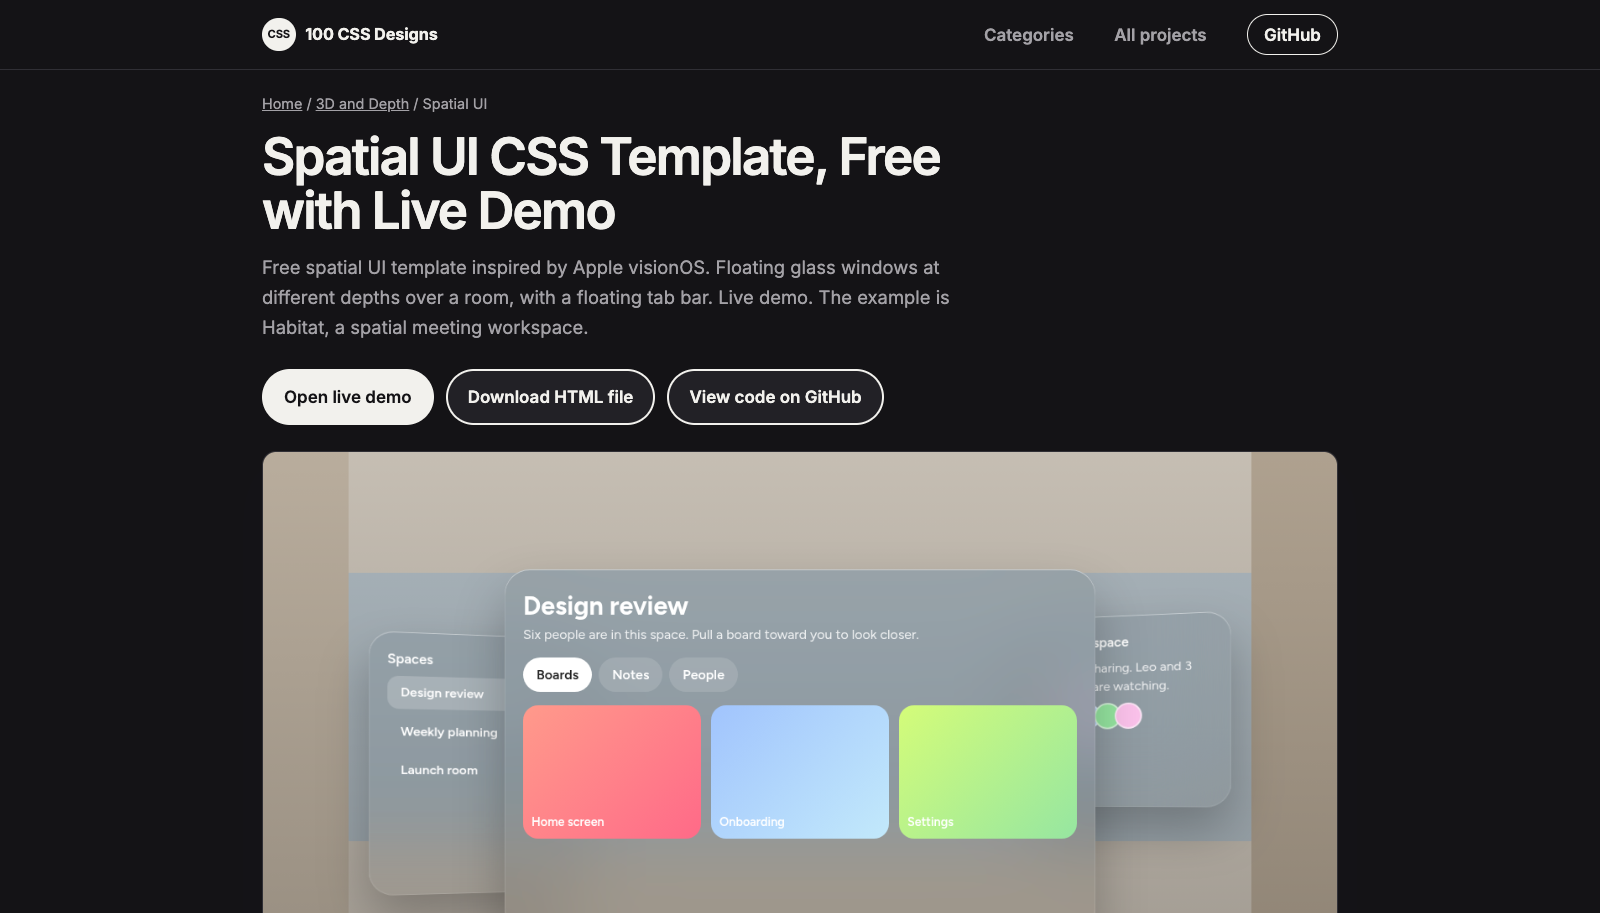 CSS 100 CSS Designs
Categories
All projects
GitHub
Home / 3D and Depth / Spatial UI
Spatial UI CSS Template, Free
with Live Demo
Free spatial UI template inspired by Apple visionOS. Floating glass windows at
different depths over a room, with a floating tab bar. Live demo. The example is
Habitat, a spatial meeting workspace.
Open live demo
Download HTML file
View code on GitHub
Spaces
Design review
Weekly planning
Launch room
Design review
Six people are in this space. Pull a board toward you to look closer.
Boards
Notes
People
Home screen
Onboarding
Settings
space
haring. Leo and 3
are watching.